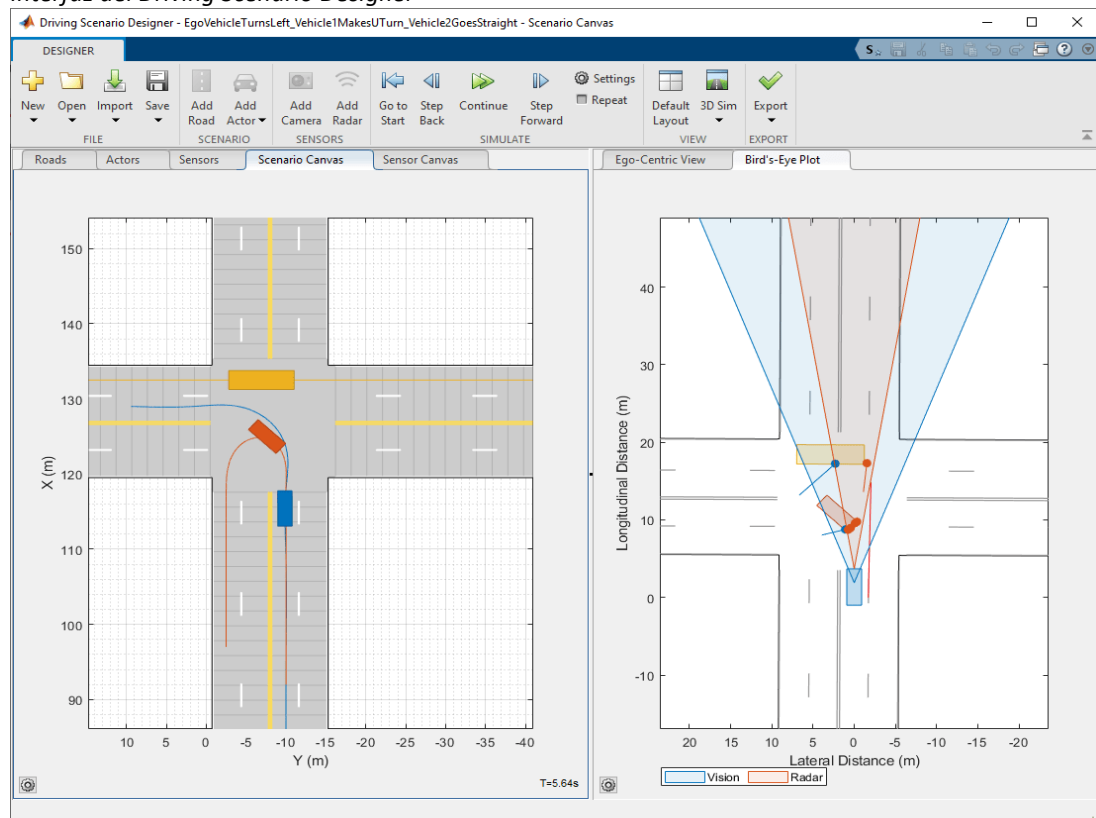 Interfaz del Driving Scenario Designer
Driving Scenario Designer - EgoVehicleTurnsLeft_Vehicle1MakesUTurn_Vehicle2GoesStraight - Scenario Canvas
DESIGNER
New Open Import Save Add Road Add Actor Add Camera Add Radar Go to Start Step Back Continue Step Forward Settings Repeat Default Layout 3D Sim Export
FILE SCENARIO SENSORS SIMULATE VIEW EXPORT
Roads Actors Sensors Scenario Canvas Sensor Canvas
Ego-Centric View Bird's-Eye Plot
150
140
130
120
110
100
90
X (m)
10 5 0 -5 -10 -15 -20 -25 -30 -35 -40
Y (m)
T=5.64s
40
30
20
10
0
-10
Longitudinal Distance (m)
20 15 10 5 0 -5 -10 -15 -20
Lateral Distance (m)
Vision Radar